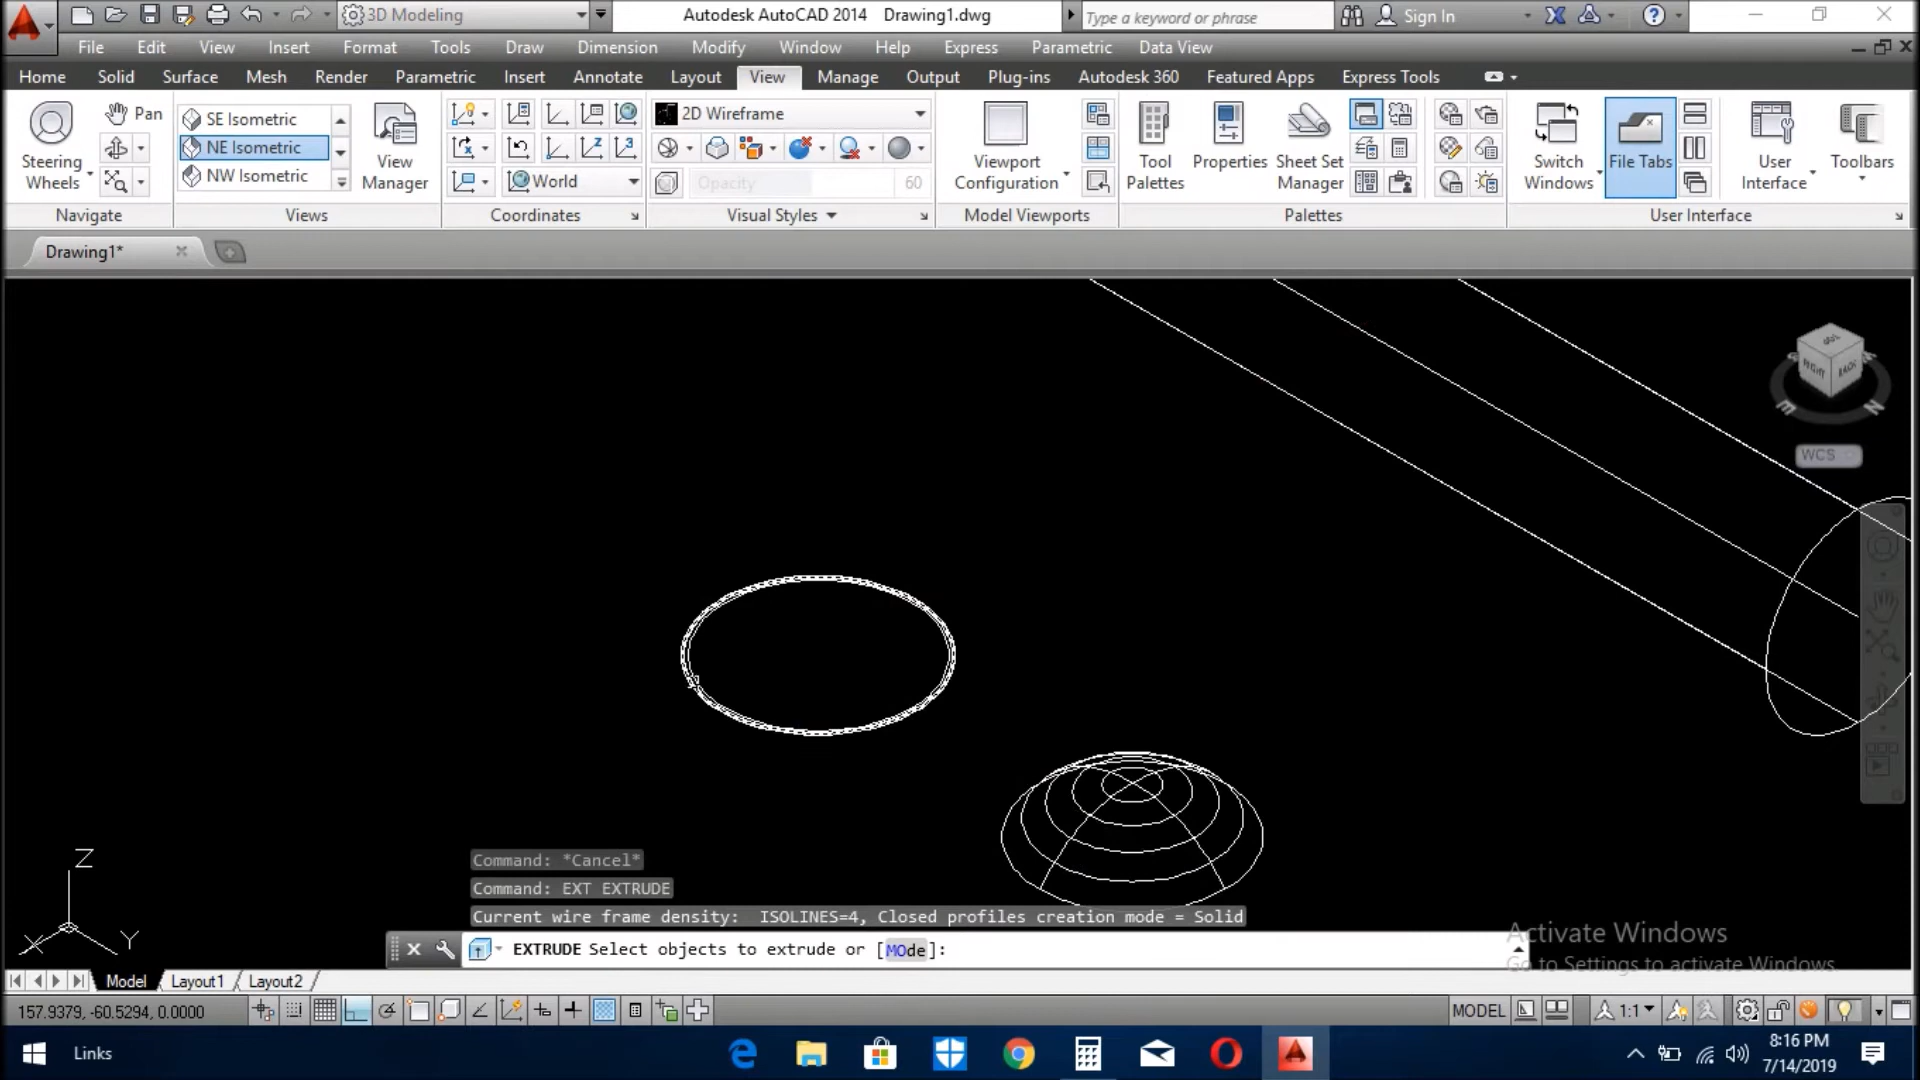 3D Modeling Autodesk AutoCAD 2014 Drawing1.dwg Type a keyword or phrase Sign In
File Edit View Insert Format Tools Draw Dimension Modify Window Help Express Parametric Data View
Home Solid Surface Mesh Render Parametric Insert Annotate Layout View Manage Output Plug-ins Autodesk 360 Featured Apps Express Tools
Pan SE Isometric 2D Wireframe
NE Isometric
Steering Wheels NW Isometric View Manager World Opacity 60 Viewport Configuration Tool Palettes Properties Sheet Set Manager Switch Windows File Tabs User Interface Toolbars
Navigate Views Coordinates Visual Styles Model Viewports Palettes User Interface
Drawing1*
TOP
RIGHT BACK
E N
WCS
Z
X Y
Command: *Cancel*
Command: EXT EXTRUDE
Current wire frame density: ISOLINES=4, Closed profiles creation mode = Solid
EXTRUDE Select objects to extrude or [MOde]:
Activate Windows
Go to Settings to activate Windows.
Model Layout1 Layout2
157.9379, -60.5294, 0.0000 MODEL 1:1
Links 8:16 PM
7/14/2019